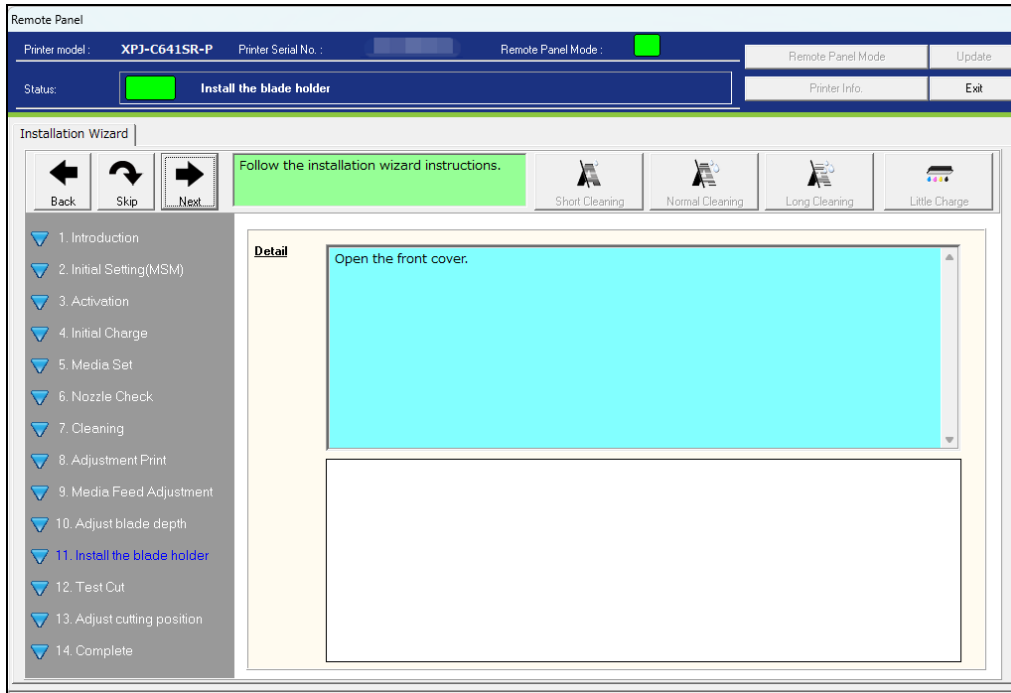 Remote Panel
Printer model : XPJ-C641SR-P Printer Serial No. : Remote Panel Mode :
Remote Panel Mode Update
Status: Install the blade holder
Printer Info. Exit
Installation Wizard
Back Skip Next
Follow the installation wizard instructions.
Short Cleaning Normal Cleaning Long Cleaning Little Charge
1. Introduction
2. Initial Setting(MSM)
3. Activation
4. Initial Charge
5. Media Set
6. Nozzle Check
7. Cleaning
8. Adjustment Print
9. Media Feed Adjustment
10. Adjust blade depth
11. Install the blade holder
12. Test Cut
13. Adjust cutting position
14. Complete
Detail
Open the front cover.